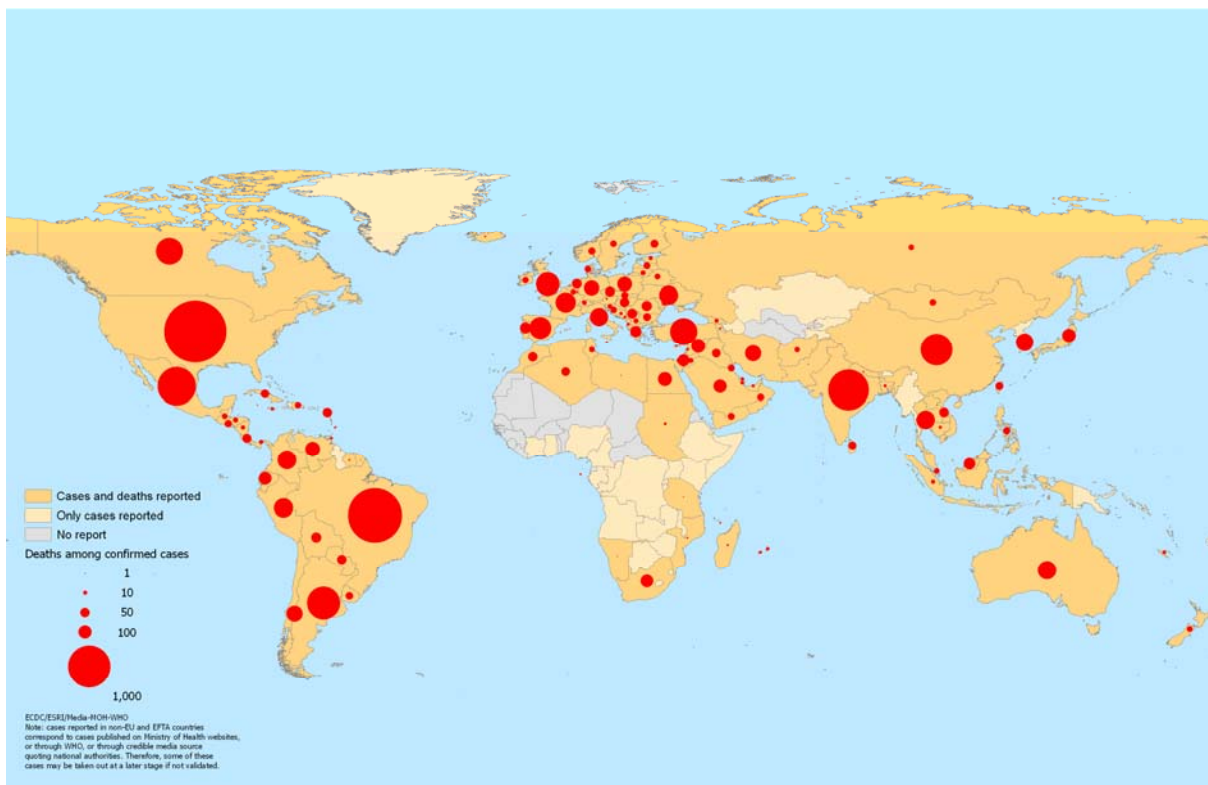 Cases and deaths reported
Only cases reported
No report
Deaths among confirmed cases
1
10
50
100
1,000
ECDC/ESRI/Media-MOH-WHO
Note: cases reported in non-EU and EFTA countries
correspond to cases published on Ministry of Health websites,
or through WHO, or through credible media source
quoting national authorities. Therefore, some of these
cases may be taken out at a later stage if not validated.